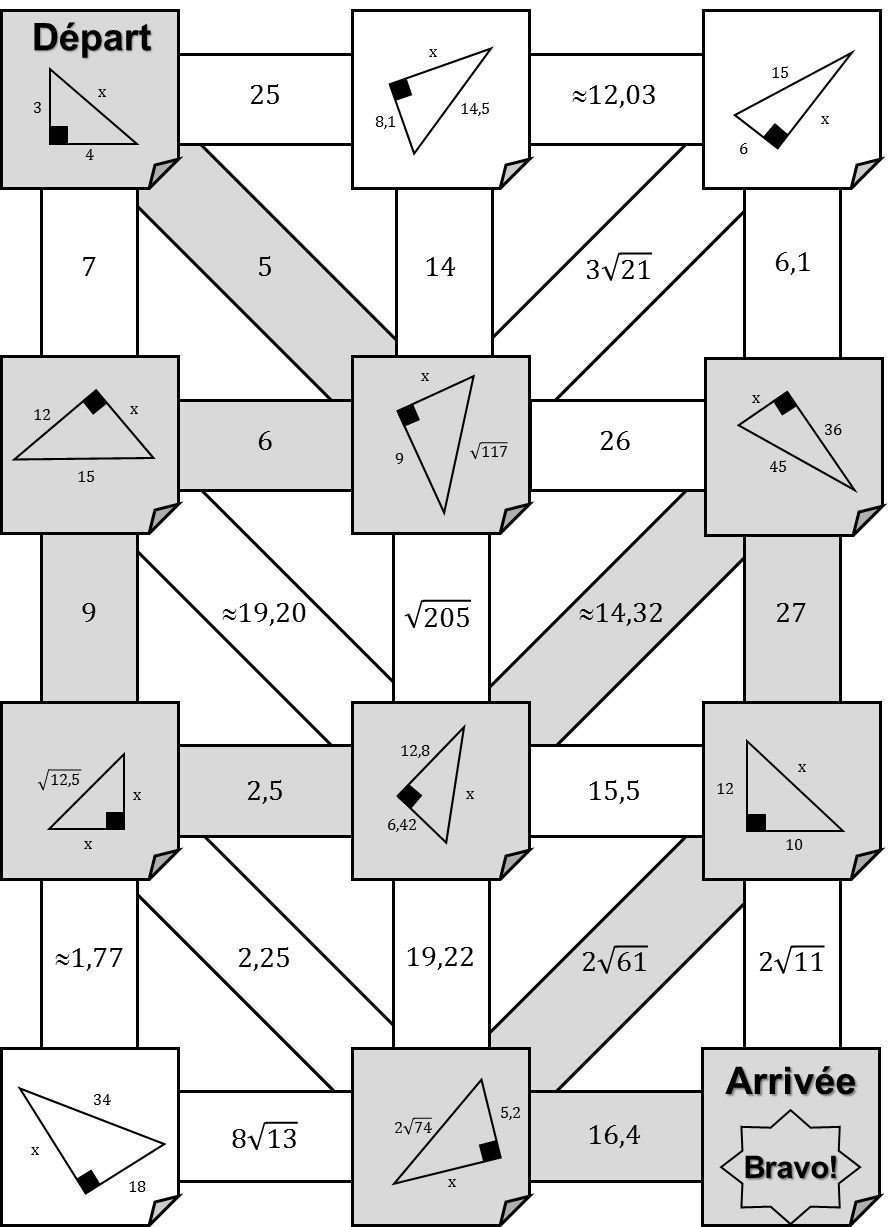 Départ
3
x
4
25
x
8,1
14,5
≈12,03
15
6
x
7
5
14
3√21
6,1
12
x
15
6
x
9
√117
26
x
36
45
9
≈19,20
√205
≈14,32
27
√12,5
x
x
2,5
12,8
6,42
x
15,5
12
x
10
≈1,77
2,25
19,22
2√61
2√11
34
x
18
8√13
2√74
5,2
x
16,4
Arrivée
Bravo!